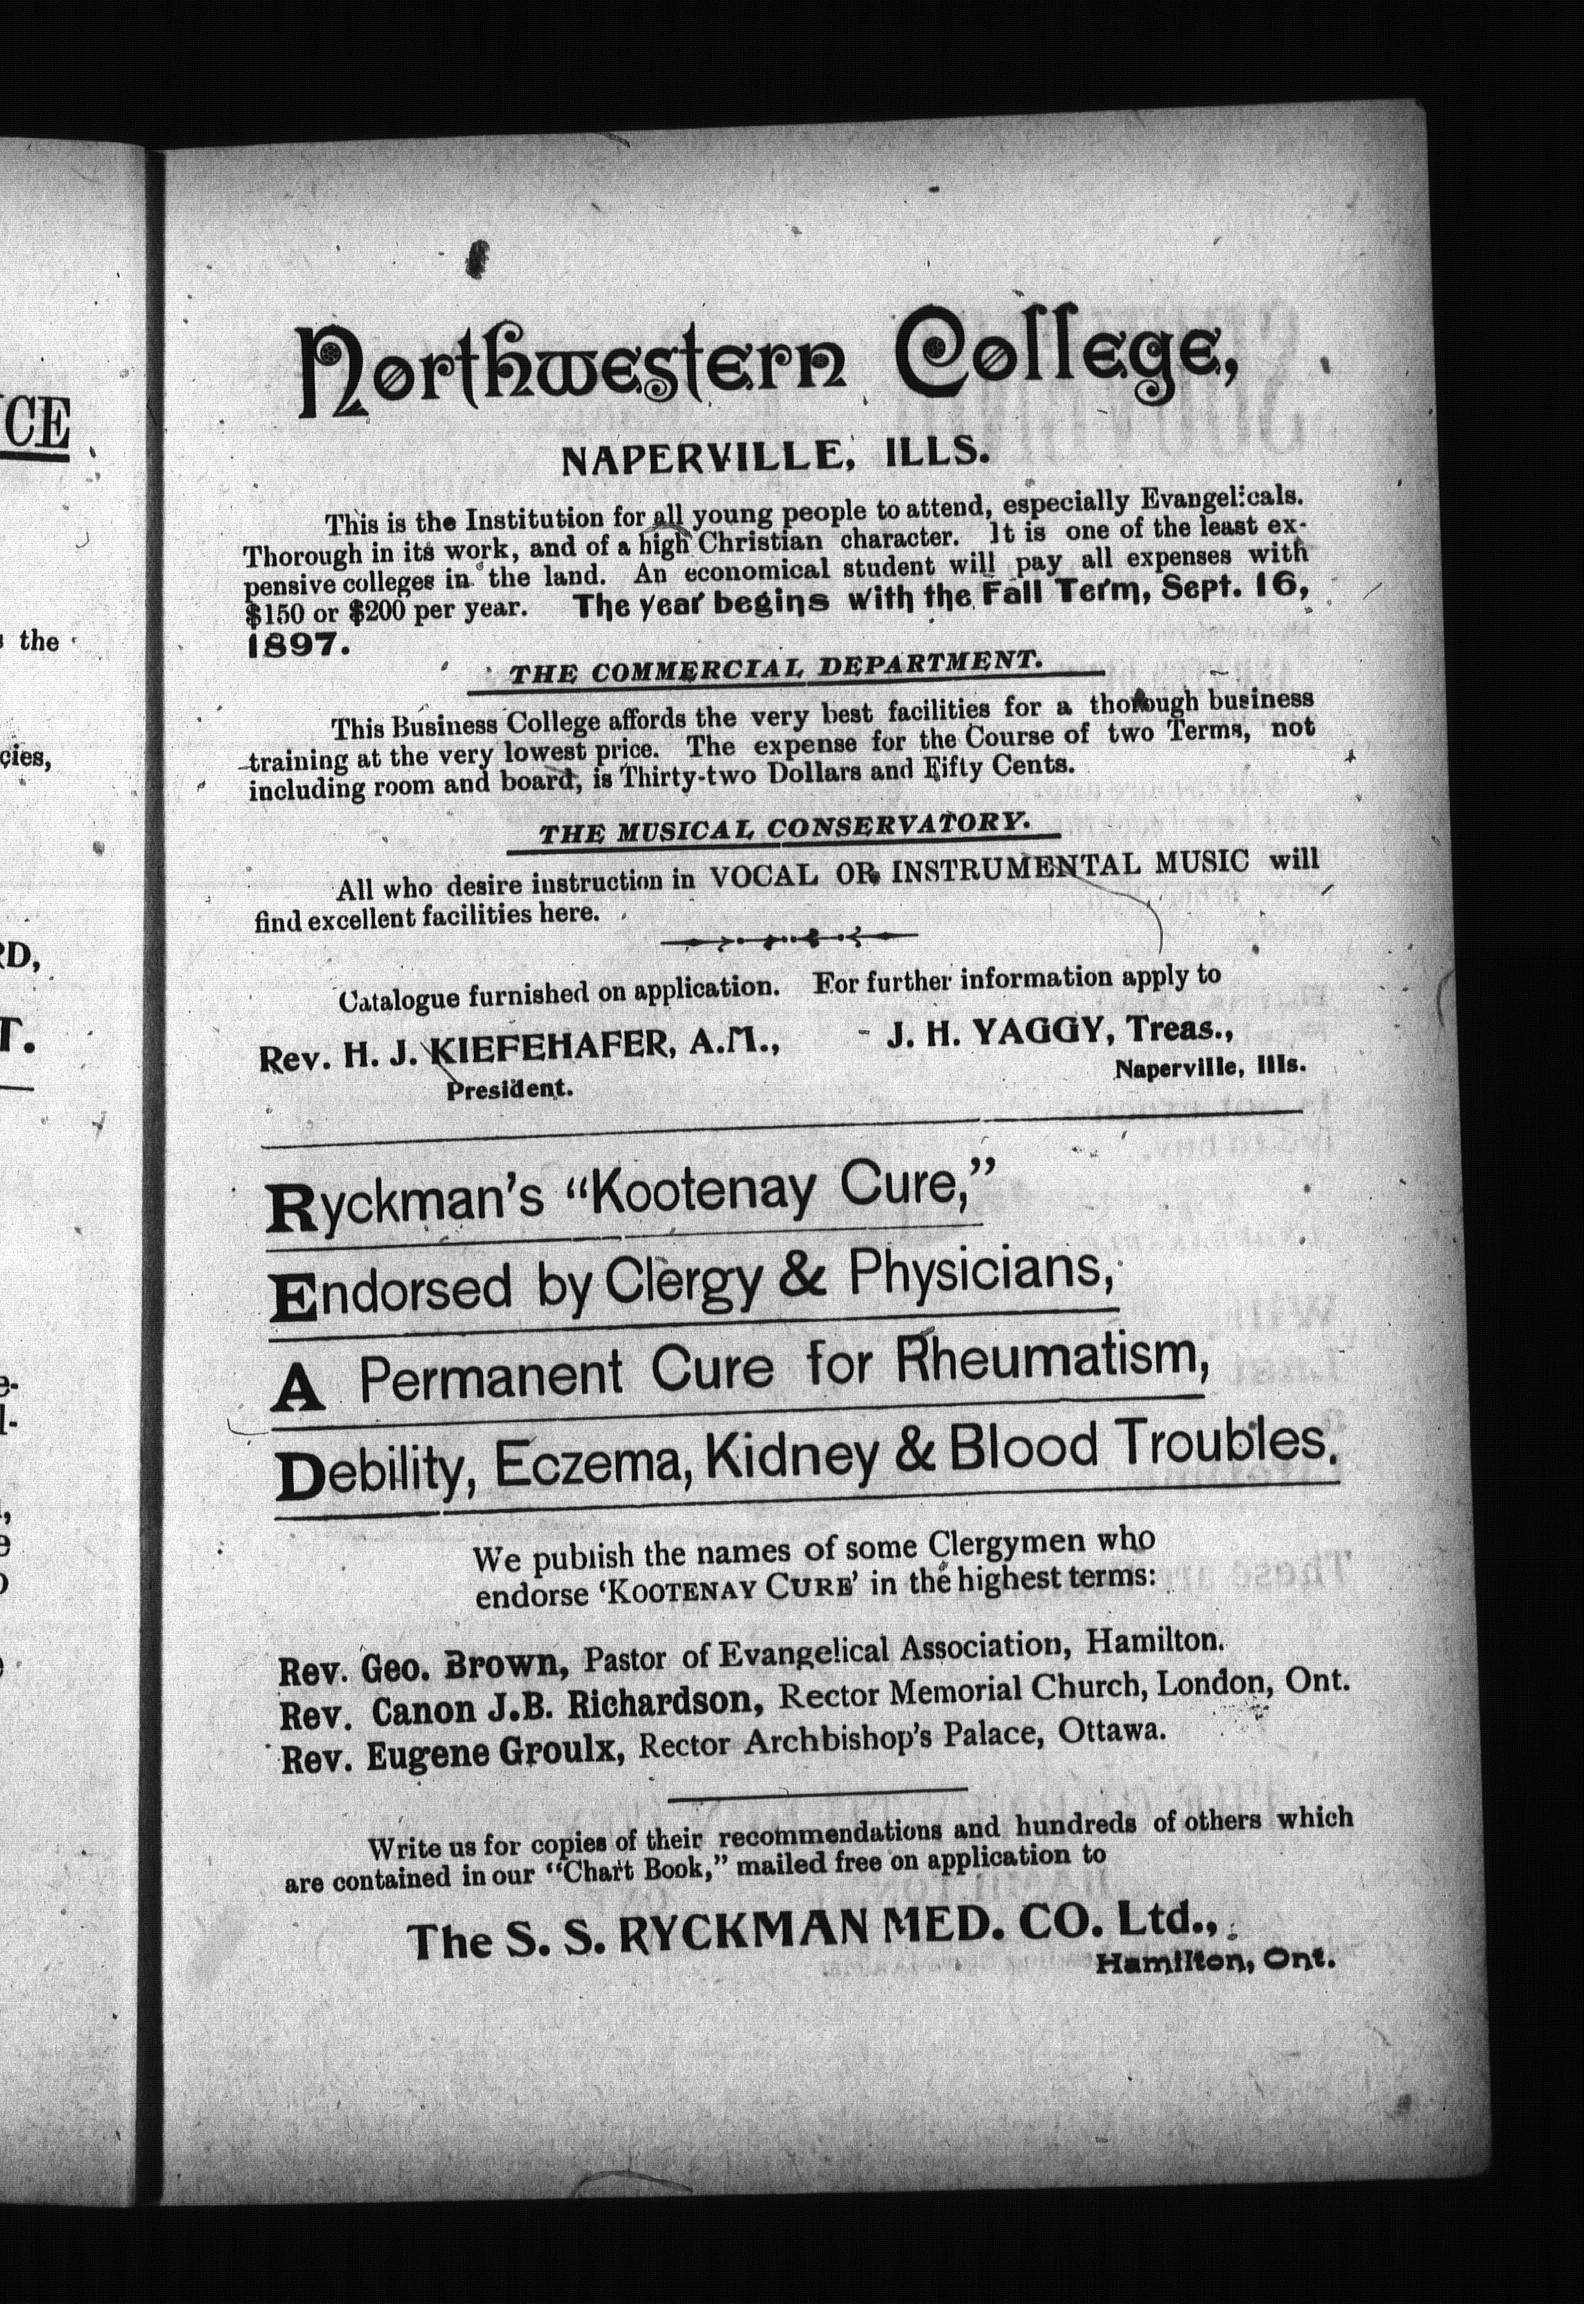 Northwestern College,
NAPERVILLE, ILLS.
This is the Institution for all young people to attend, especially Evangelicals.
Thorough in its work, and of a high Christian character. It is one of the least ex-
pensive colleges in the land. An economical student will pay all expenses with
$150 or $200 per year. The year begins with the Fall Term, Sept. 16,
1897.
THE COMMERCIAL DEPARTMENT.
This Business College affords the very best facilities for a thorough business
training at the very lowest price. The expense for the Course of two Terms, not
including room and board, is Thirty-two Dollars and Fifty Cents.
THE MUSICAL CONSERVATORY.
All who desire instruction in VOCAL OR INSTRUMENTAL MUSIC will
find excellent facilities here.
Catalogue furnished on application. For further information apply to
Rev. H. J. KIEFEHAFER, A.M., - J. H. YAGGY, Treas.,
President. Naperville, Ills.
Ryckman's “Kootenay Cure,”
Endorsed by Clergy & Physicians,
A Permanent Cure for Rheumatism,
Debility, Eczema, Kidney & Blood Troubles.
We publish the names of some Clergymen who
endorse ‘KOOTENAY CURE’ in the highest terms:
Rev. Geo. Brown, Pastor of Evangelical Association, Hamilton.
Rev. Canon J.B. Richardson, Rector Memorial Church, London, Ont.
Rev. Eugene Groulx, Rector Archbishop's Palace, Ottawa.
Write us for copies of their recommendations and hundreds of others which
are contained in our “Chart Book,” mailed free on application to
The S. S. RYCKMAN MED. CO. Ltd.,
Hamilton, Ont.